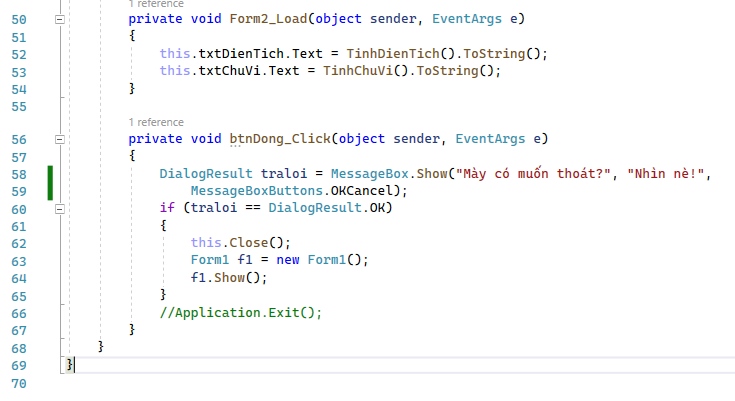 1 reference
50 private void Form2_Load(object sender, EventArgs e)
51 {
52 this.txtDienTich.Text = TinhDienTich().ToString();
53 this.txtChuVi.Text = TinhChuVi().ToString();
54 }
55
1 reference
56 private void btnDong_Click(object sender, EventArgs e)
57 {
58 DialogResult traloi = MessageBox.Show("Mày có muốn thoát?", "Nhìn nè!",
59 MessageBoxButtons.OKCancel);
60 if (traloi == DialogResult.OK)
61 {
62 this.Close();
63 Form1 f1 = new Form1();
64 f1.Show();
65 }
66 //Application.Exit();
67 }
68 }
69 }
70